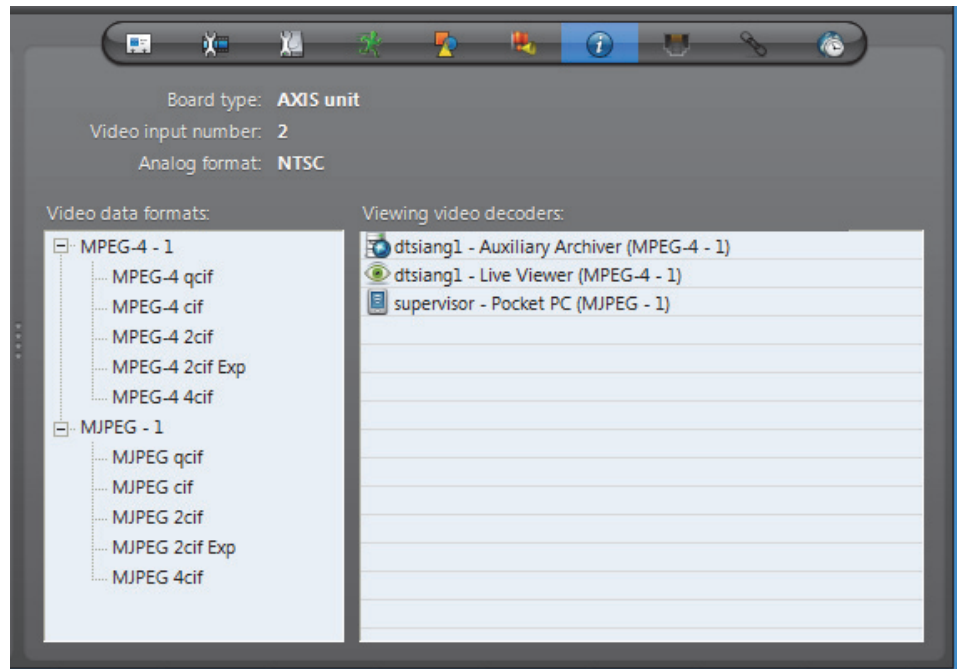 Board type: AXIS unit
Video input number: 2
Analog format: NTSC
Video data formats:
MPEG-4 - 1
MPEG-4 qcif
MPEG-4 cif
MPEG-4 2cif
MPEG-4 2cif Exp
MPEG-4 4cif
MJPEG - 1
MJPEG qcif
MJPEG cif
MJPEG 2cif
MJPEG 2cif Exp
MJPEG 4cif
Viewing video decoders:
dtsiang1 - Auxiliary Archiver (MPEG-4 - 1)
dtsiang1 - Live Viewer (MPEG-4 - 1)
supervisor - Pocket PC (MJPEG - 1)